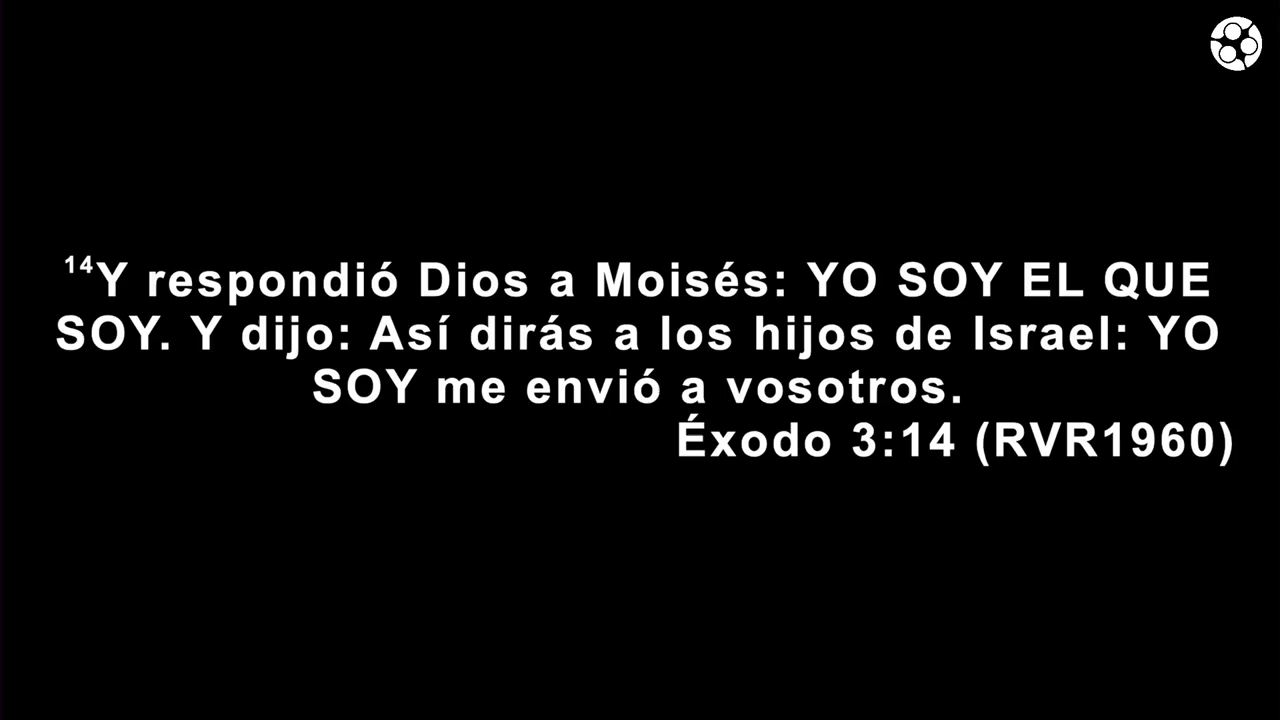 14Y respondió Dios a Moisés: YO SOY EL QUE
SOY. Y dijo: Así dirás a los hijos de Israel: YO
SOY me envió a vosotros.
Éxodo 3:14 (RVR1960)